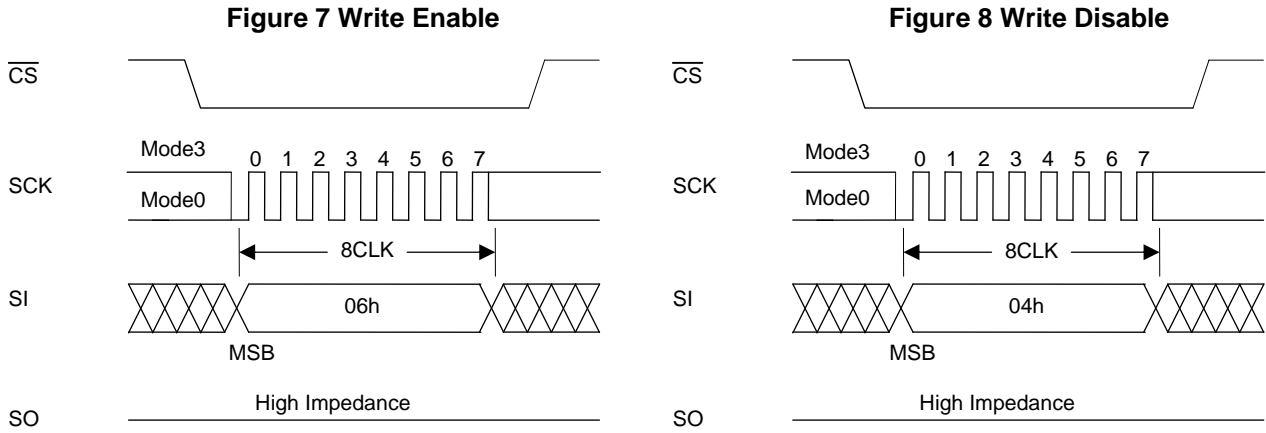 Figure 7 Write Enable
CS
Mode3
0 1 2 3 4 5 6 7
SCK
Mode0
8CLK
SI
06h
MSB
High Impedance
SO
Figure 8 Write Disable
CS
Mode3
0 1 2 3 4 5 6 7
SCK
Mode0
8CLK
SI
04h
MSB
High Impedance
SO